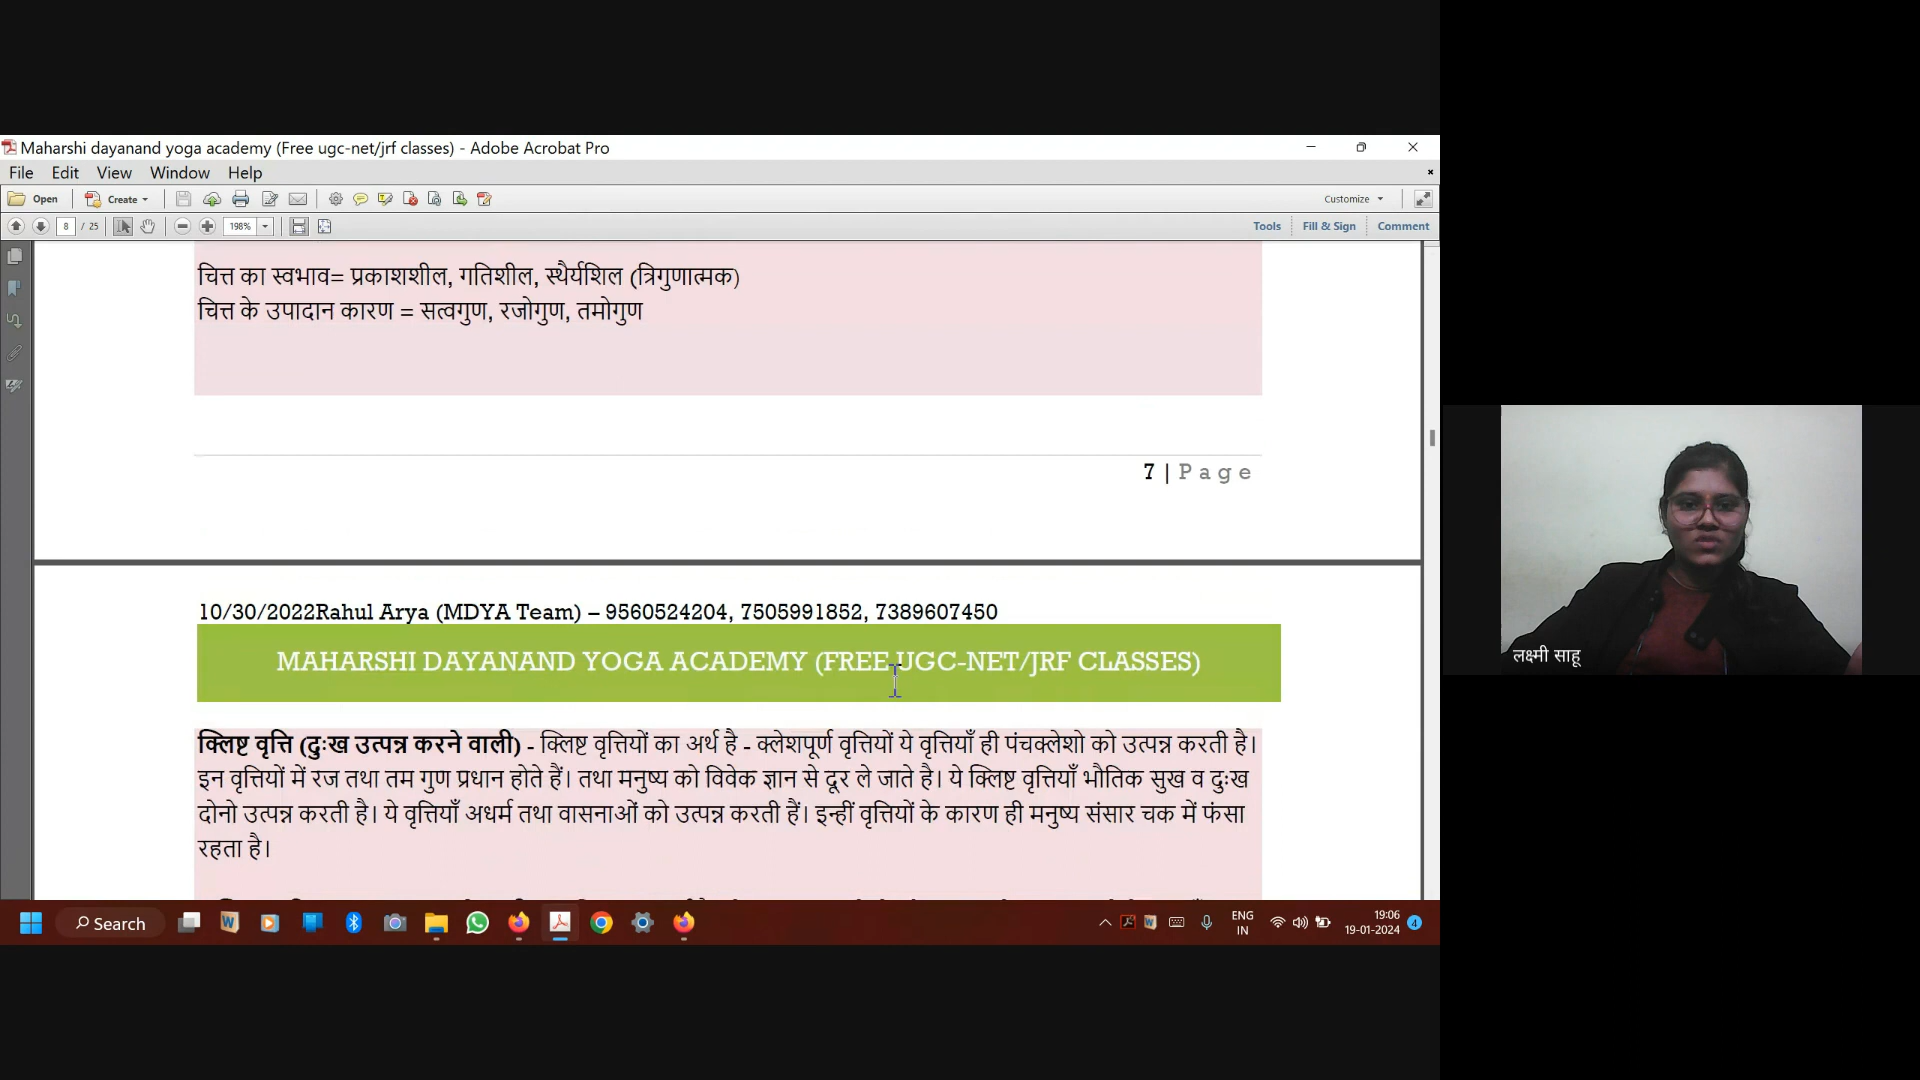 Maharshi dayanand yoga academy (Free ugc-net/jrf classes) - Adobe Acrobat Pro
File Edit View Window Help
Open Create Customize
8 / 25 198% Tools Fill & Sign Comment
चित्त का स्वभाव= प्रकाशशील, गतिशील, स्थैर्यशिल (त्रिगुणात्मक)
चित्त के उपादान कारण = सत्वगुण, रजोगुण, तमोगुण
7 | Page
10/30/2022Rahul Arya (MDYA Team) – 9560524204, 7505991852, 7389607450
MAHARSHI DAYANAND YOGA ACADEMY (FREE UGC-NET/JRF CLASSES)
क्लिष्ट वृत्ति (दुःख उत्पन्न करने वाली) - क्लिष्ट वृत्तियों का अर्थ है - क्लेशपूर्ण वृत्तियों ये वृत्तियाँ ही पंचक्लेशो को उत्पन्न करती है।
इन वृत्तियों में रज तथा तम गुण प्रधान होते हैं। तथा मनुष्य को विवेक ज्ञान से दूर ले जाते है। ये क्लिष्ट वृत्तियाँ भौतिक सुख व दुःख
दोनो उत्पन्न करती है। ये वृत्तियाँ अधर्म तथा वासनाओं को उत्पन्न करती हैं। इन्हीं वृत्तियों के कारण ही मनुष्य संसार चक में फंसा
रहता है।
लक्ष्मी साहू
Search
ENG
IN
19:06
19-01-2024
4